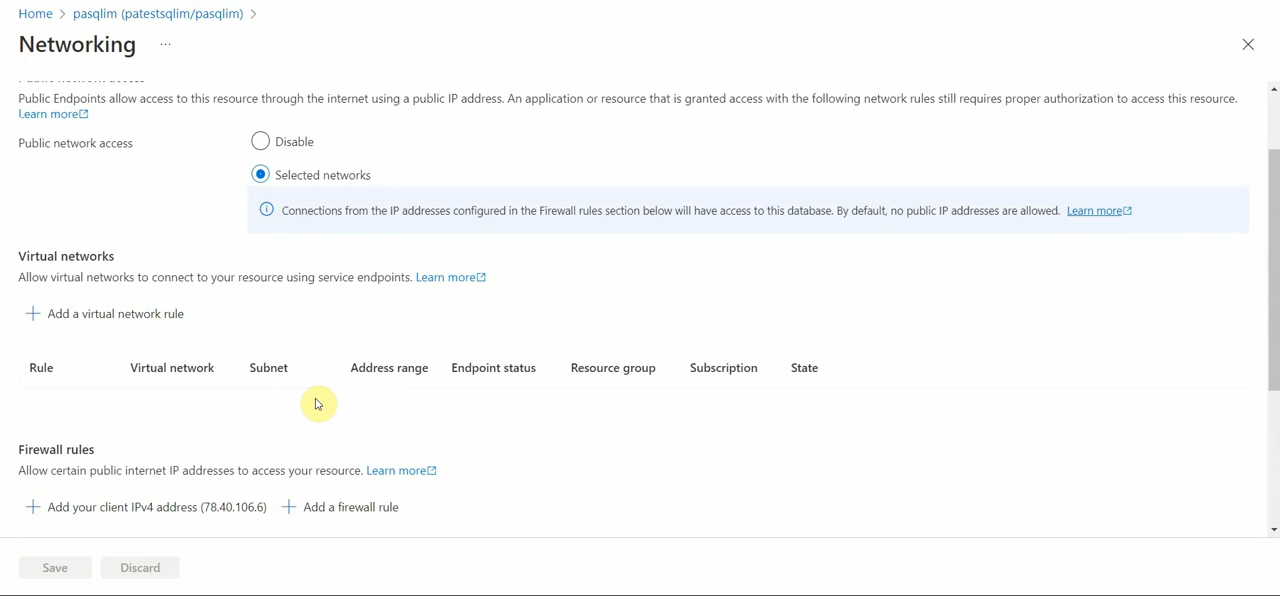 Home > pasqlim (patestsqlim/pasqlim) >
Networking ...
Public network access
Public Endpoints allow access to this resource through the internet using a public IP address. An application or resource that is granted access with the following network rules still requires proper authorization to access this resource.
Learn more
Public network access
Disable
Selected networks
Connections from the IP addresses configured in the Firewall rules section below will have access to this database. By default, no public IP addresses are allowed. Learn more
Virtual networks
Allow virtual networks to connect to your resource using service endpoints. Learn more
+ Add a virtual network rule
Rule Virtual network Subnet Address range Endpoint status Resource group Subscription State
Firewall rules
Allow certain public internet IP addresses to access your resource. Learn more
+ Add your client IPv4 address (78.40.106.6) + Add a firewall rule
Save Discard